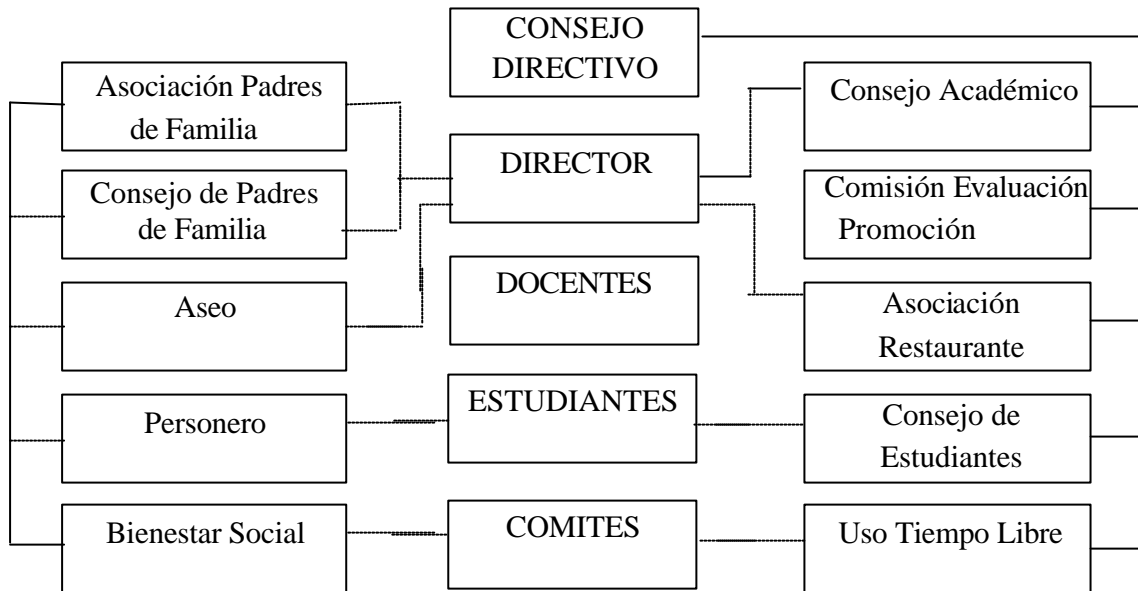 CONSEJO
DIRECTIVO
Asociación Padres
de Familia
Consejo Académico
DIRECTOR
Consejo de Padres
de Familia
Comisión Evaluación
Promoción
DOCENTES
Aseo
Asociación
Restaurante
Personero
ESTUDIANTES
Consejo de
Estudiantes
Bienestar Social
COMITES
Uso Tiempo Libre